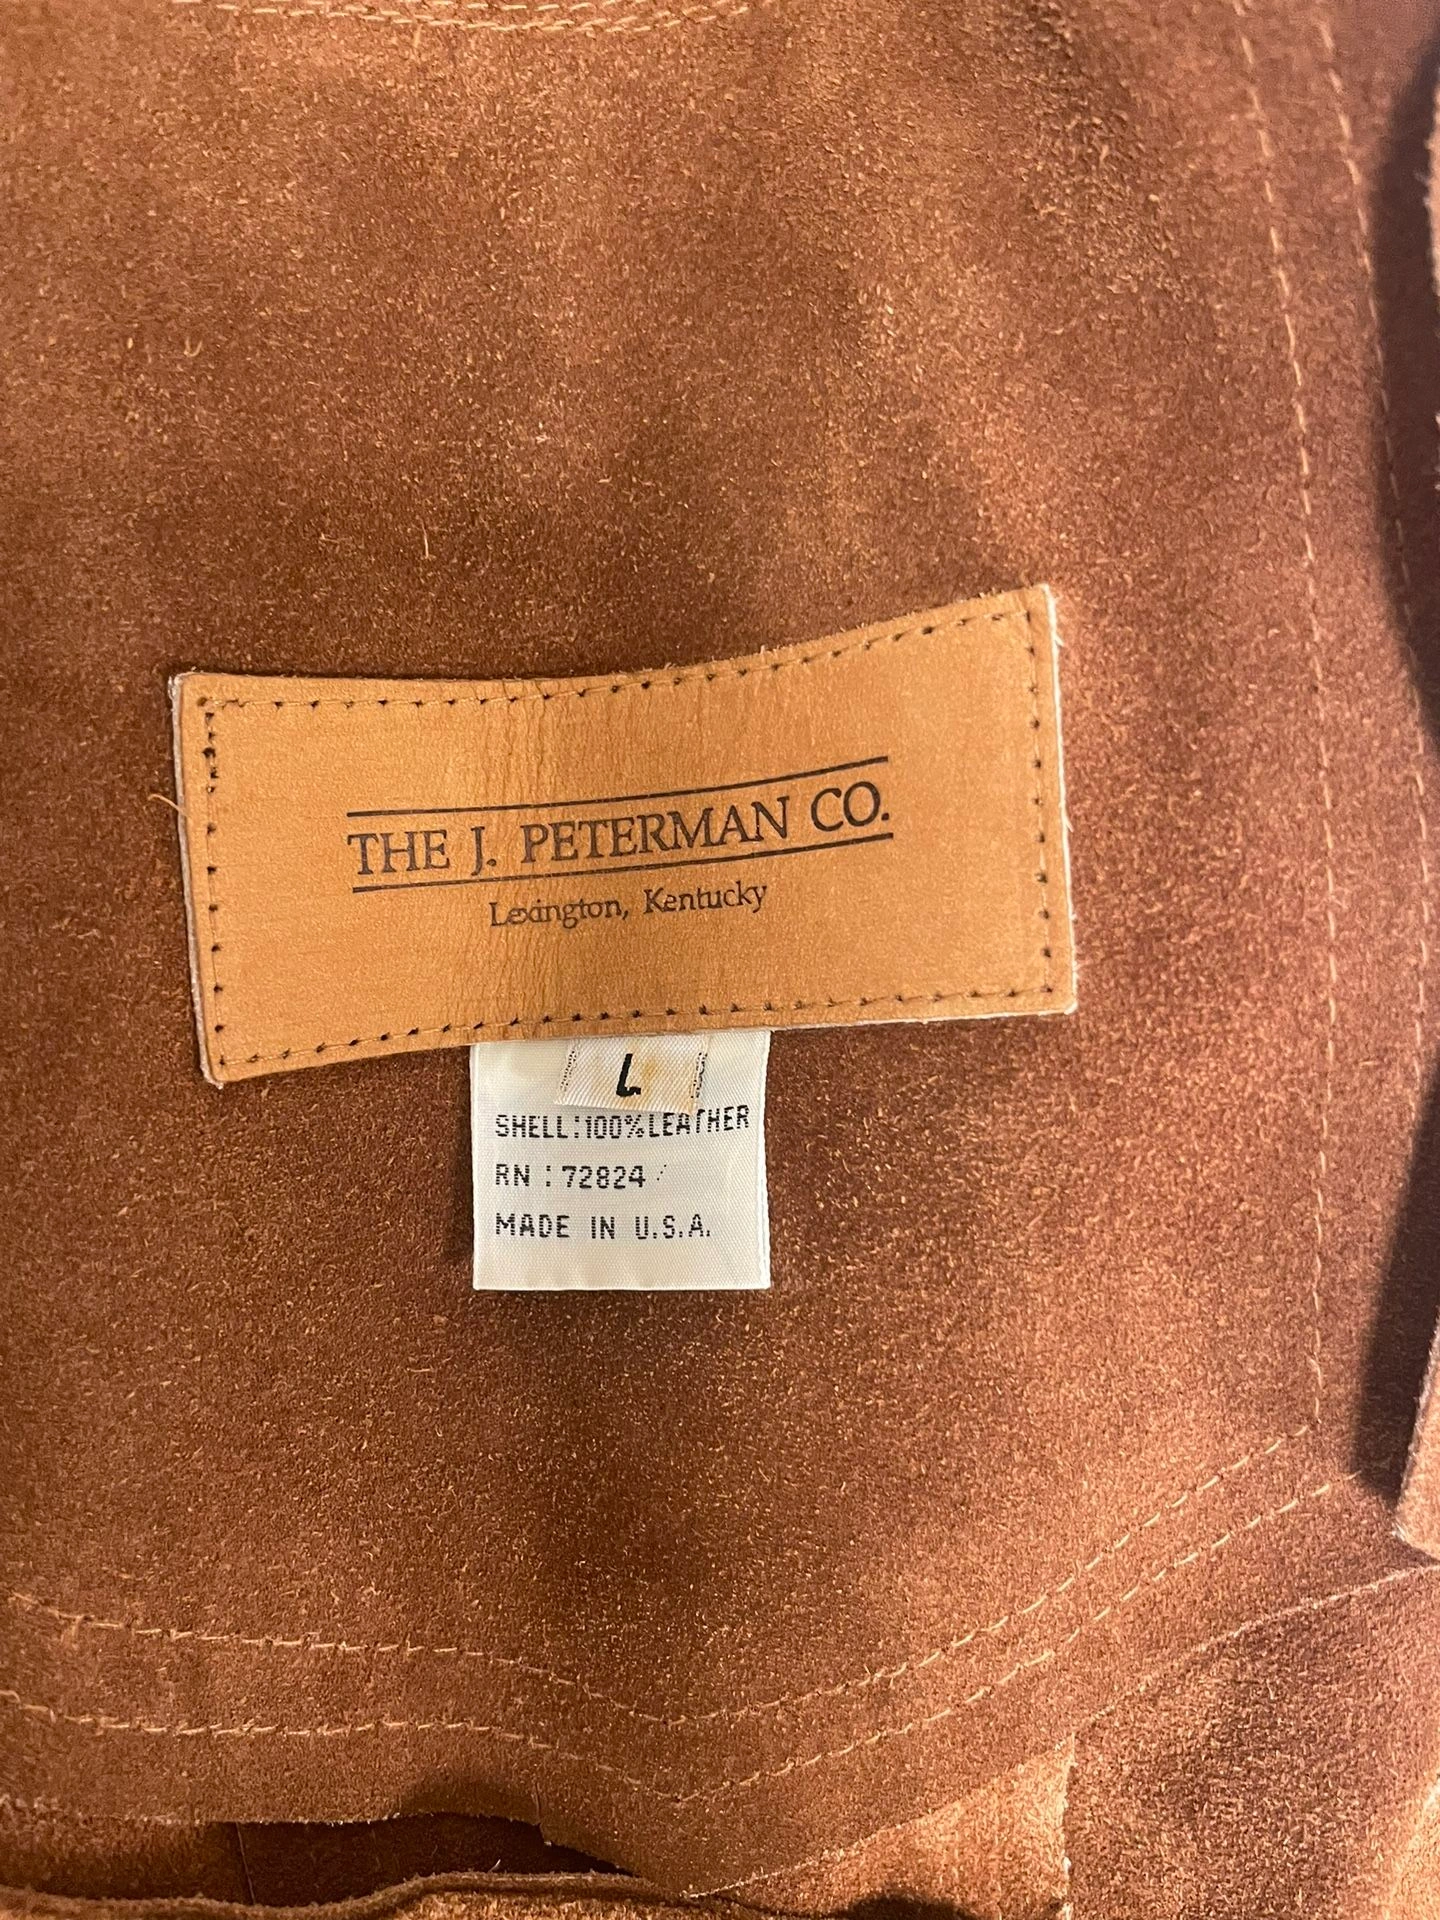 THE J. PETERMAN CO.
Lexington, Kentucky
L
SHELL:100%LEATHER
RN : 72824
MADE IN U.S.A.